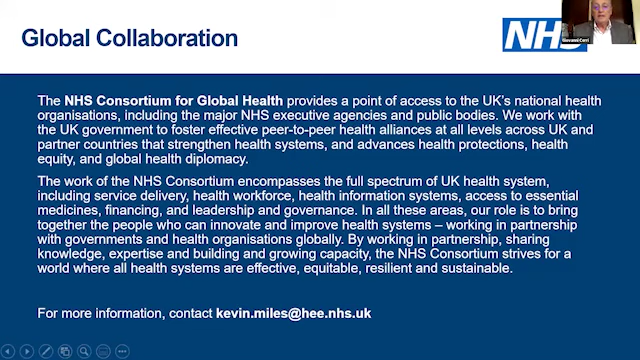 Global Collaboration
NHS
Giovanni Cerri
The NHS Consortium for Global Health provides a point of access to the UK's national health
organisations, including the major NHS executive agencies and public bodies. We work with
the UK government to foster effective peer-to-peer health alliances at all levels across UK and
partner countries that strengthen health systems, and advances health protections, health
equity, and global health diplomacy.
The work of the NHS Consortium encompasses the full spectrum of UK health system,
including service delivery, health workforce, health information systems, access to essential
medicines, financing, and leadership and governance. In all these areas, our role is to bring
together the people who can innovate and improve health systems – working in partnership
with governments and health organisations globally. By working in partnership, sharing
knowledge, expertise and building and growing capacity, the NHS Consortium strives for a
world where all health systems are effective, equitable, resilient and sustainable.
For more information, contact kevin.miles@hee.nhs.uk